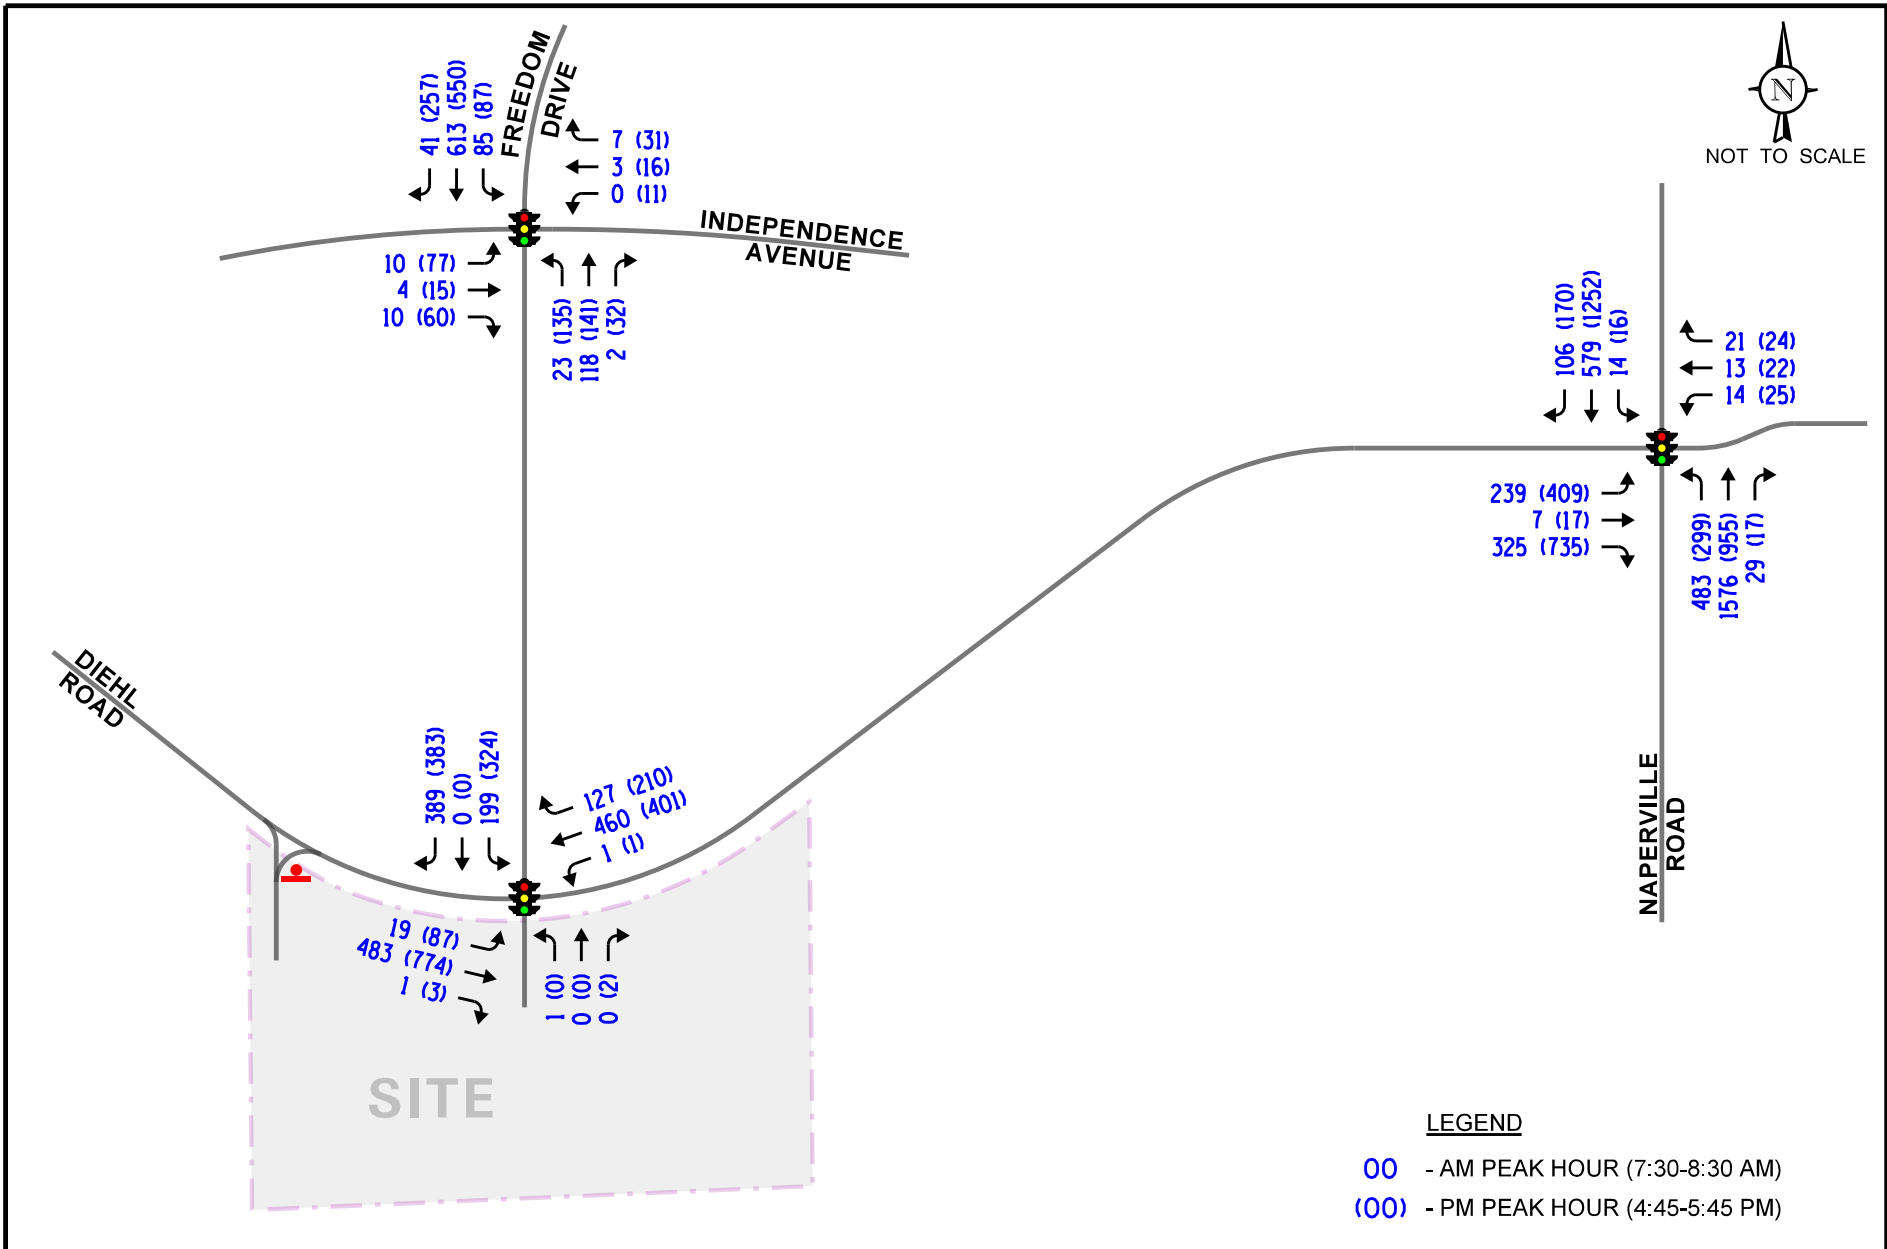 FREEDOM
DRIVE
41 (257)
613 (550)
85 (87)
7 (31)
3 (16)
0 (11)
N
NOT TO SCALE
INDEPENDENCE
AVENUE
10 (77)
4 (15)
10 (60)
23 (135)
118 (141)
2 (32)
106 (170)
579 (1252)
14 (16)
21 (24)
13 (22)
14 (25)
239 (409)
7 (17)
325 (735)
483 (299)
1576 (955)
29 (17)
DIEHL
ROAD
389 (383)
0 (0)
199 (324)
127 (210)
460 (401)
1 (1)
NAPERVILLE
ROAD
19 (87)
483 (774)
1 (3)
1 (0)
0 (0)
0 (2)
SITE
LEGEND
00 - AM PEAK HOUR (7:30-8:30 AM)
(00) - PM PEAK HOUR (4:45-5:45 PM)